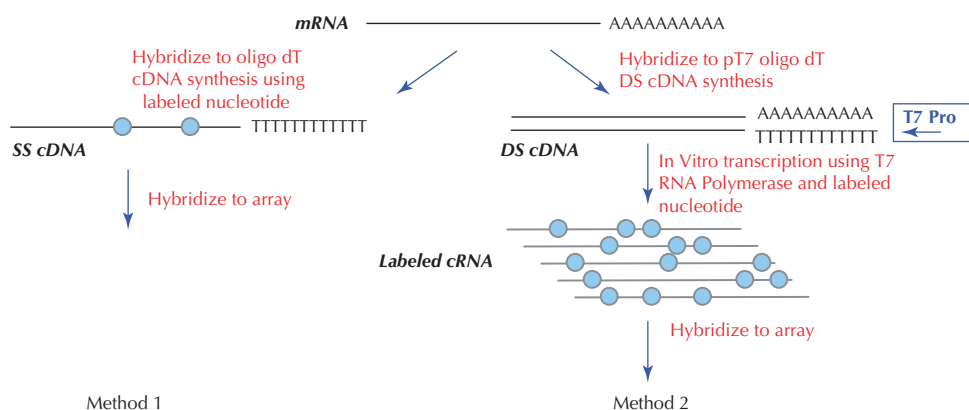 mRNA
AAAAAAAAAA
Hybridize to oligo dT
cDNA synthesis using
labeled nucleotide
Hybridize to pT7 oligo dT
DS cDNA synthesis
TTTTTTTTTTTT
SS cDNA
AAAAAAAAAA
TTTTTTTTTTTT
T7 Pro
DS cDNA
Hybridize to array
In Vitro transcription using T7
RNA Polymerase and labeled
nucleotide
Labeled cRNA
Hybridize to array
Method 1
Method 2